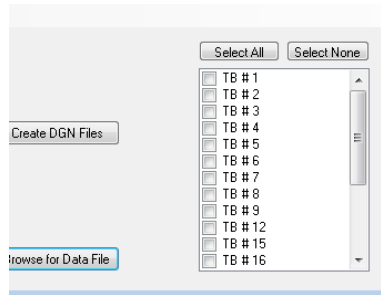 Select All Select None
TB # 1
TB # 2
TB # 3
Create DGN Files
TB # 4
TB # 5
TB # 6
TB # 7
TB # 8
TB # 9
TB # 12
TB # 15
Browse for Data File
TB # 16